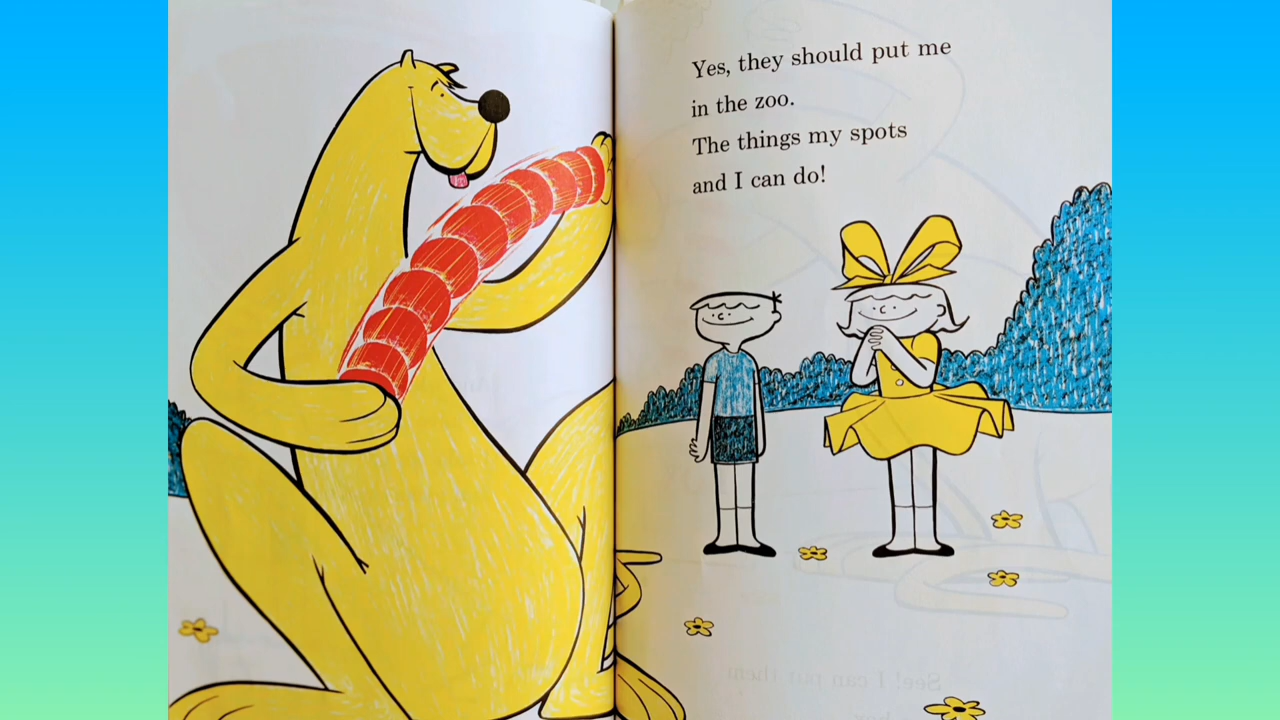 Yes, they should put me
in the zoo.
The things my spots
and I can do!